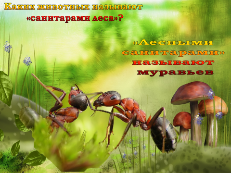 Каких животных называют
«санитарами леса»?
«Лесными
санитарами»
называют
муравьев